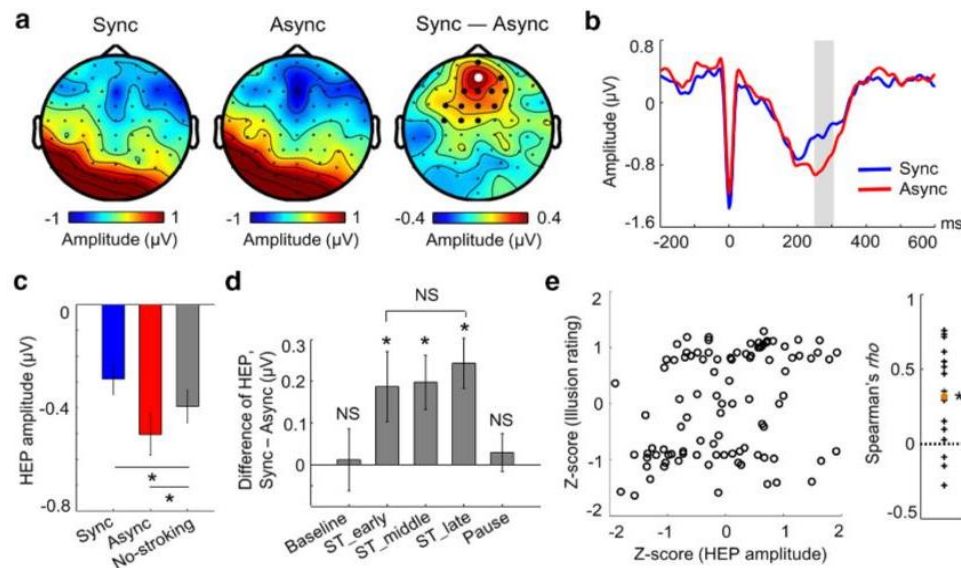 a
Sync
Async
Sync — Async
-1
1
Amplitude (µV)
-1
1
Amplitude (µV)
-0.4
0.4
Amplitude (µV)
b
0.8
0
-0.8
-1.6
Amplitude (µV)
-200
0
200
400
600
ms
Sync
Async
c
0
-0.4
-0.8
HEP amplitude (µV)
*
*
Sync
Async
No-stroking
d
NS
0.3
0.2
0.1
0
Difference of HEP,
Sync – Async (µV)
NS
*
*
*
NS
Baseline
ST_early
ST_middle
ST_late
Pause
e
2
1
0
-1
-2
Z-score (Illusion rating)
-2
-1
0
1
2
Z-score (HEP amplitude)
1
0.5
0
-0.5
Spearman's rho
*